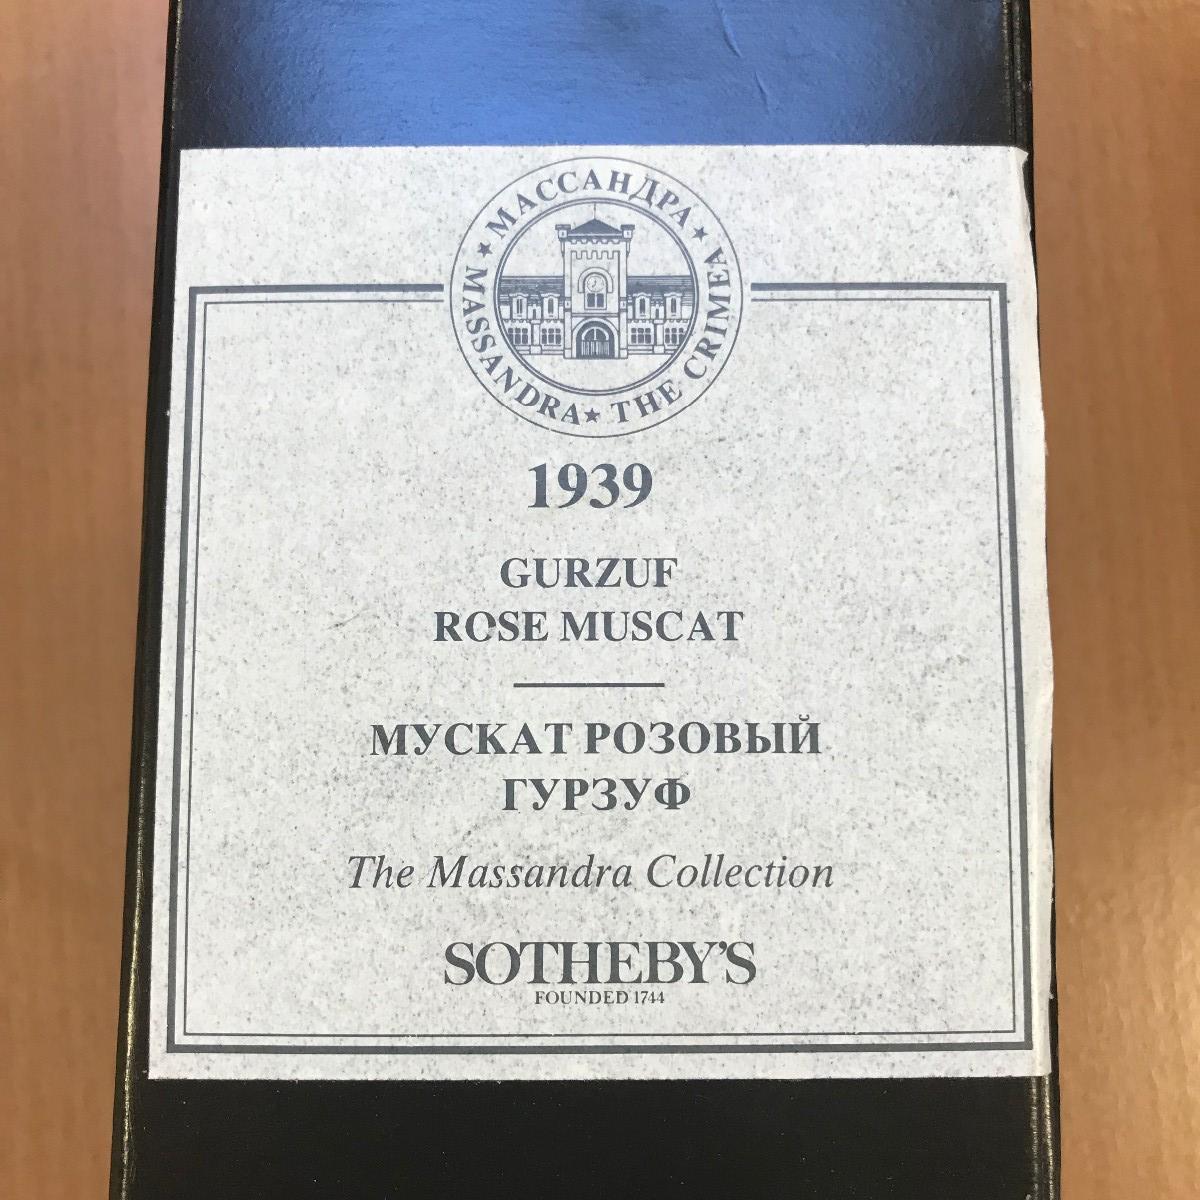 ★ МАССАНДРА ★
MASSANDRA ★ THE CRIMEA
1939
GURZUF
ROSE MUSCAT
МУСКАТ РОЗОВЫЙ
ГУРЗУФ
The Massandra Collection
SOTHEBY'S
FOUNDED 1744